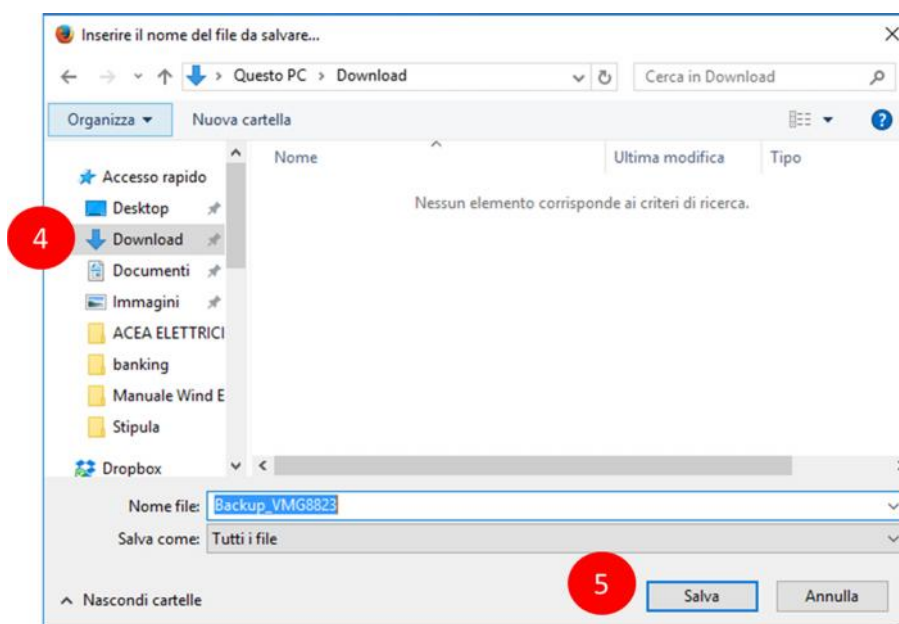 Inserire il nome del file da salvare...
Questo PC > Download
Cerca in Download
Organizza
Nuova cartella
Nome
Ultima modifica
Tipo
Nessun elemento corrisponde ai criteri di ricerca.
Accesso rapido
Desktop
4
Download
Documenti
Immagini
ACEA ELETTRICI
banking
Manuale Wind E
Stipula
Dropbox
Nome file: Backup_VMG8823
Salva come: Tutti i file
5
Nascondi cartelle
Salva
Annulla